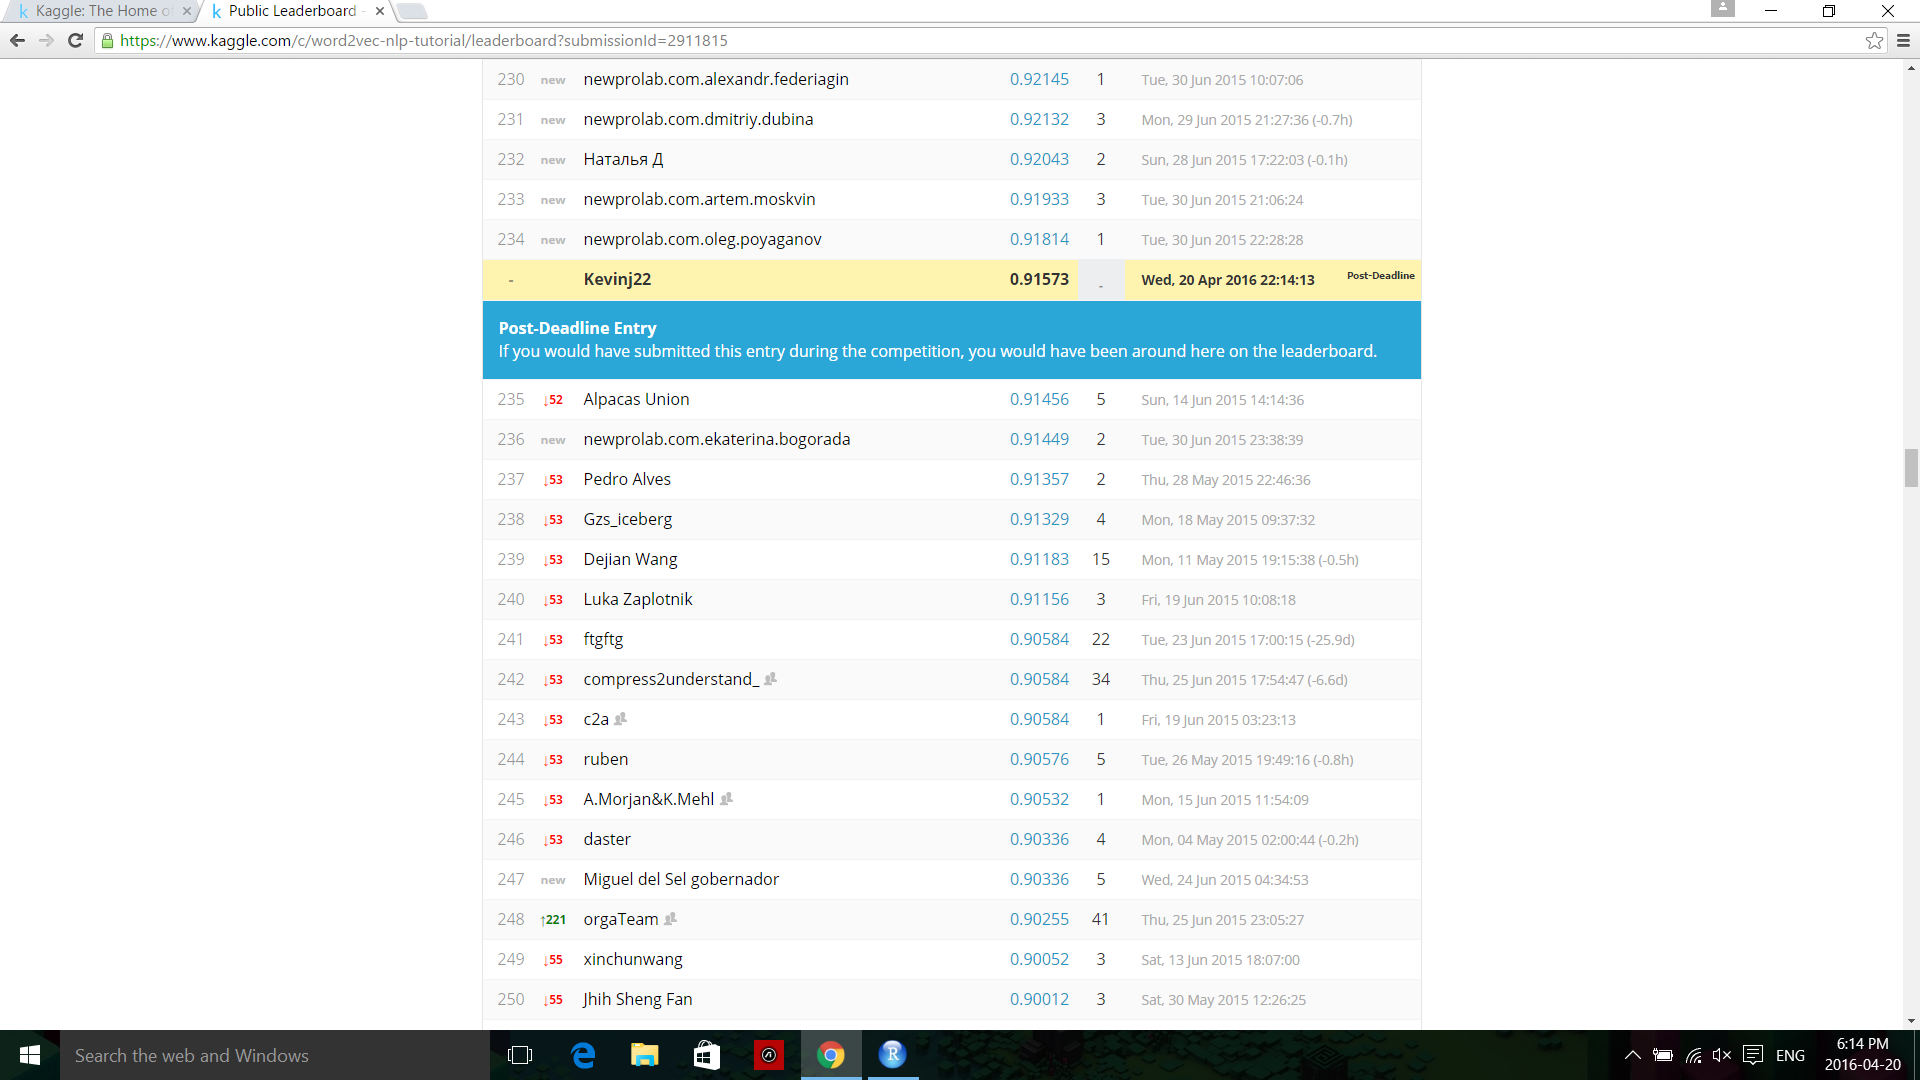 Kaggle: The Home of
Public Leaderboard -
https://www.kaggle.com/c/word2vec-nlp-tutorial/leaderboard?submissionId=2911815
230 new newprolab.com.alexandr.federiagin 0.92145 1 Tue, 30 Jun 2015 10:07:06
231 new newprolab.com.dmitriy.dubina 0.92132 3 Mon, 29 Jun 2015 21:27:36 (-0.7h)
232 new Наталья Д 0.92043 2 Sun, 28 Jun 2015 17:22:03 (-0.1h)
233 new newprolab.com.artem.moskvin 0.91933 3 Tue, 30 Jun 2015 21:06:24
234 new newprolab.com.oleg.poyaganov 0.91814 1 Tue, 30 Jun 2015 22:28:28
- Kevinj22 0.91573 - Wed, 20 Apr 2016 22:14:13 Post-Deadline
Post-Deadline Entry
If you would have submitted this entry during the competition, you would have been around here on the leaderboard.
235 ↓52 Alpacas Union 0.91456 5 Sun, 14 Jun 2015 14:14:36
236 new newprolab.com.ekaterina.bogorada 0.91449 2 Tue, 30 Jun 2015 23:38:39
237 ↓53 Pedro Alves 0.91357 2 Thu, 28 May 2015 22:46:36
238 ↓53 Gzs_iceberg 0.91329 4 Mon, 18 May 2015 09:37:32
239 ↓53 Dejian Wang 0.91183 15 Mon, 11 May 2015 19:15:38 (-0.5h)
240 ↓53 Luka Zaplotnik 0.91156 3 Fri, 19 Jun 2015 10:08:18
241 ↓53 ftgftg 0.90584 22 Tue, 23 Jun 2015 17:00:15 (-25.9d)
242 ↓53 compress2understand_ 0.90584 34 Thu, 25 Jun 2015 17:54:47 (-6.6d)
243 ↓53 c2a 0.90584 1 Fri, 19 Jun 2015 03:23:13
244 ↓53 ruben 0.90576 5 Tue, 26 May 2015 19:49:16 (-0.8h)
245 ↓53 A.Morjan&K.Mehl 0.90532 1 Mon, 15 Jun 2015 11:54:09
246 ↓53 daster 0.90336 4 Mon, 04 May 2015 02:00:44 (-0.2h)
247 new Miguel del Sel gobernador 0.90336 5 Wed, 24 Jun 2015 04:34:53
248 ↑221 orgaTeam 0.90255 41 Thu, 25 Jun 2015 23:05:27
249 ↓55 xinchunwang 0.90052 3 Sat, 13 Jun 2015 18:07:00
250 ↓55 Jhih Sheng Fan 0.90012 3 Sat, 30 May 2015 12:26:25
Search the web and Windows
ENG
6:14 PM
2016-04-20